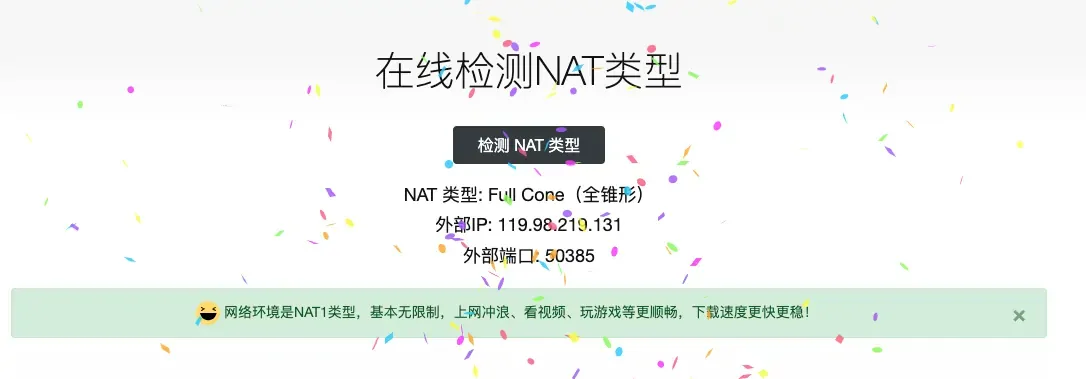 在线检测NAT类型
检测 NAT 类型
NAT 类型: Full Cone（全锥形）
外部IP: 119.98.219.131
外部端口: 50385
网络环境是NAT1类型，基本无限制，上网冲浪、看视频、玩游戏等更顺畅，下载速度更快更稳！
×